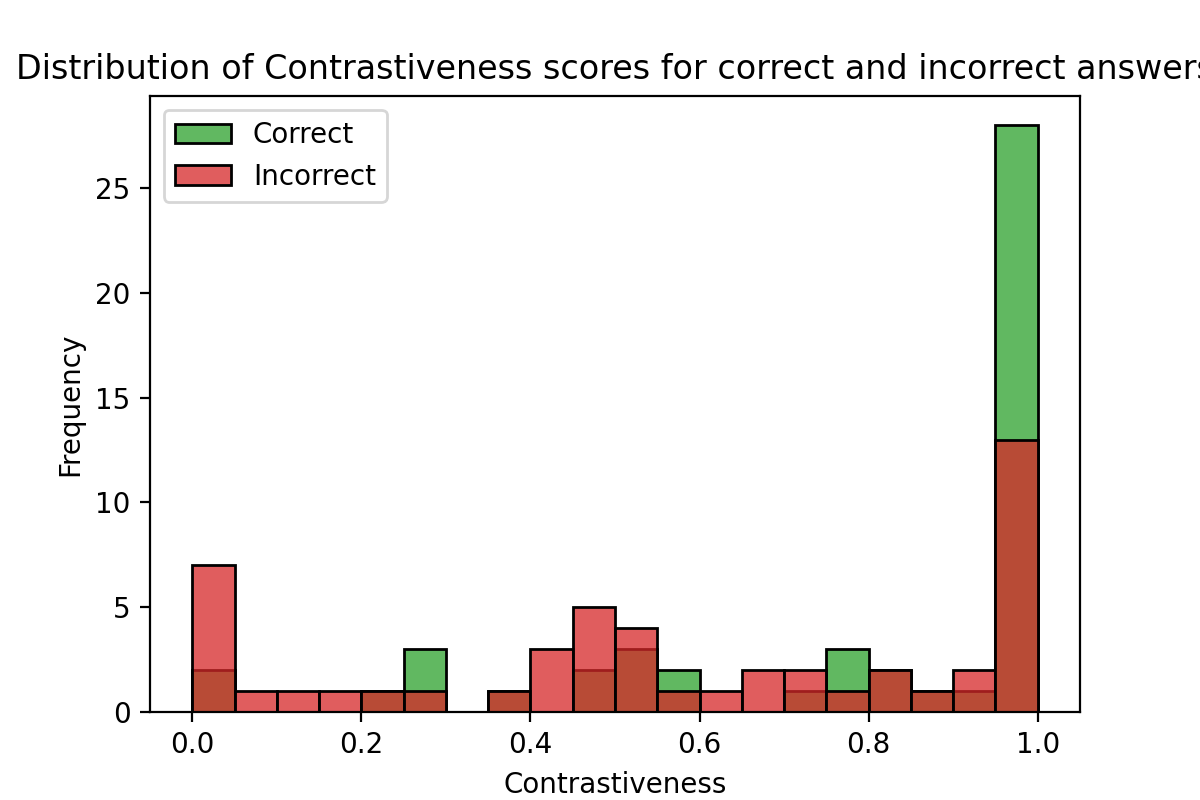 Distribution of Contrastiveness scores for correct and incorrect answers
Correct
Incorrect
25
20
15
10
5
0
Frequency
0.0 0.2 0.4 0.6 0.8 1.0
Contrastiveness